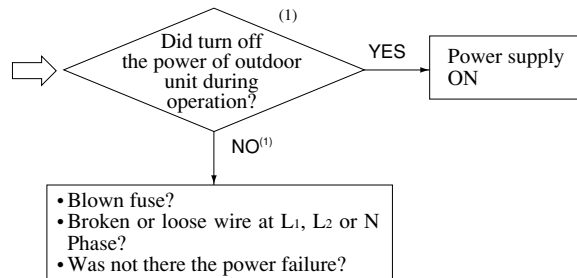 (1)
Did turn off
the power of outdoor
unit during
operation?
YES
Power supply
ON
NO(1)
• Blown fuse?
• Broken or loose wire at L1, L2 or N
Phase?
• Was not there the power failure?